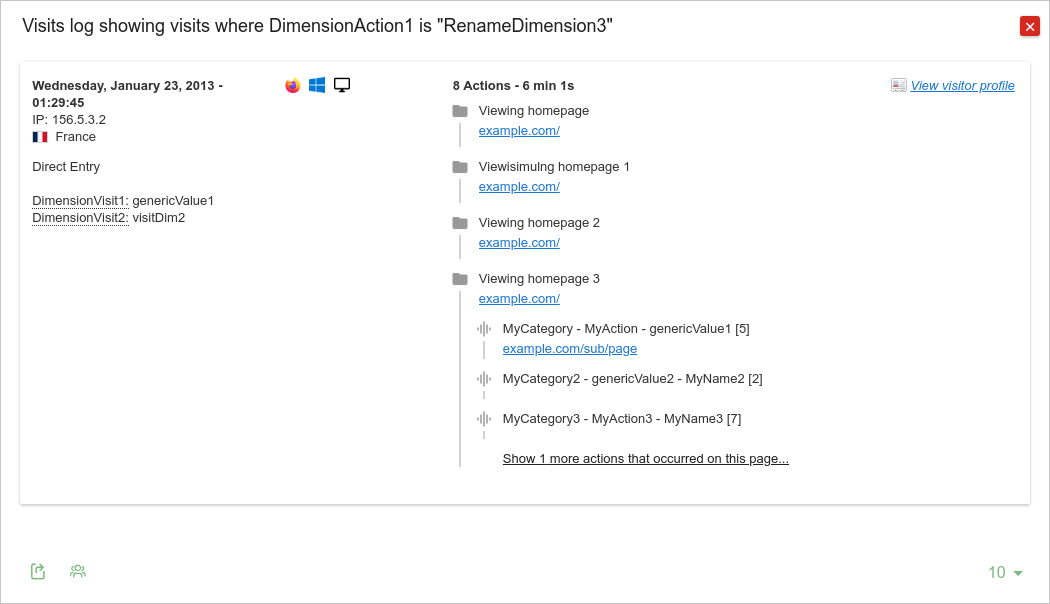 Visits log showing visits where DimensionAction1 is "RenameDimension3"
Wednesday, January 23, 2013 -
01:29:45
IP: 156.5.3.2
France
Direct Entry
DimensionVisit1: genericValue1
DimensionVisit2: visitDim2
8 Actions - 6 min 1s
View visitor profile
Viewing homepage
example.com/
Viewisimulng homepage 1
example.com/
Viewing homepage 2
example.com/
Viewing homepage 3
example.com/
MyCategory - MyAction - genericValue1 [5]
example.com/sub/page
MyCategory2 - genericValue2 - MyName2 [2]
MyCategory3 - MyAction3 - MyName3 [7]
Show 1 more actions that occurred on this page...
10